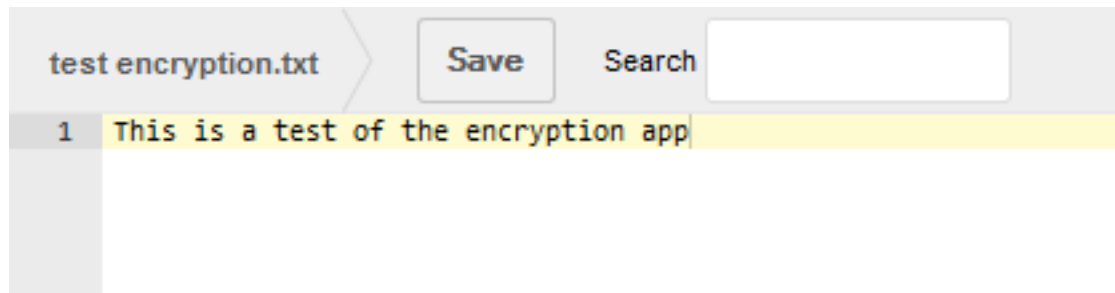 test encryption.txt Save Search
1 This is a test of the encryption app